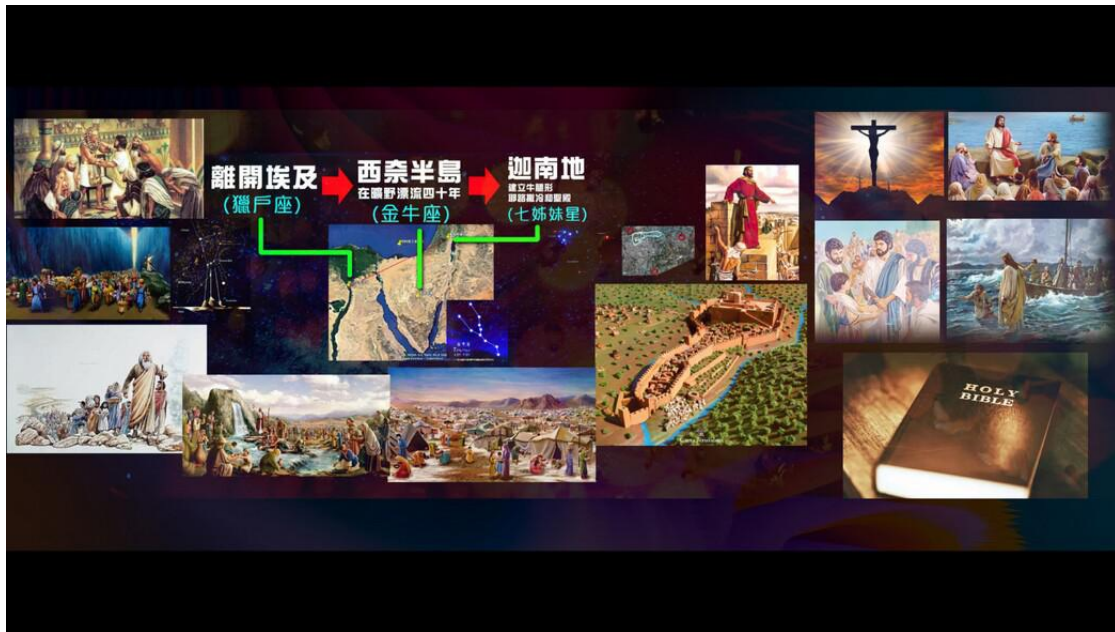 離開埃及
(獵戶座)
西奈半島
在曠野漂流四十年
(金牛座)
迦南地
建立牛腿形
耶路撒冷和聖殿
(七姊妹星)
HOLY
BIBLE